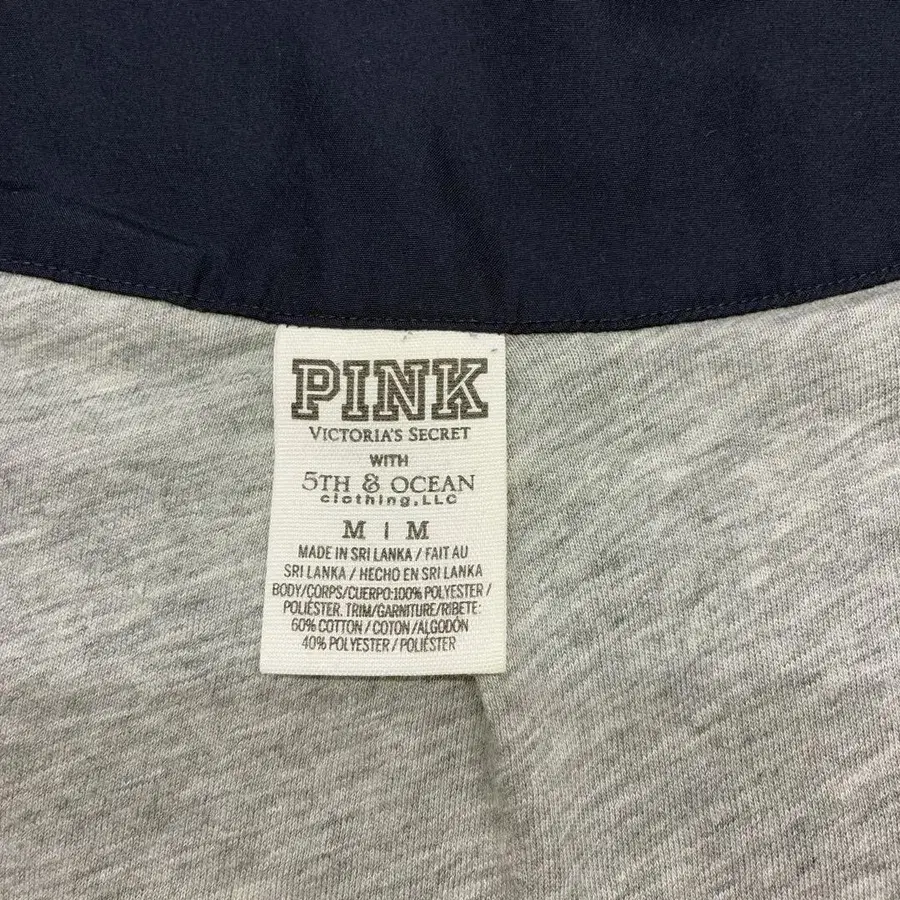 PINK
VICTORIA'S SECRET
WITH
5TH & OCEAN
clothing, LLC
M | M
MADE IN SRI LANKA / FAIT AU
SRI LANKA / HECHO EN SRI LANKA
BODY/CORPS/CUERPO:100% POLYESTER /
POLIÉSTER. TRIM/GARNITURE/RIBETE:
60% COTTON / COTON /ALGODÓN
40% POLYESTER / POLIÉSTER